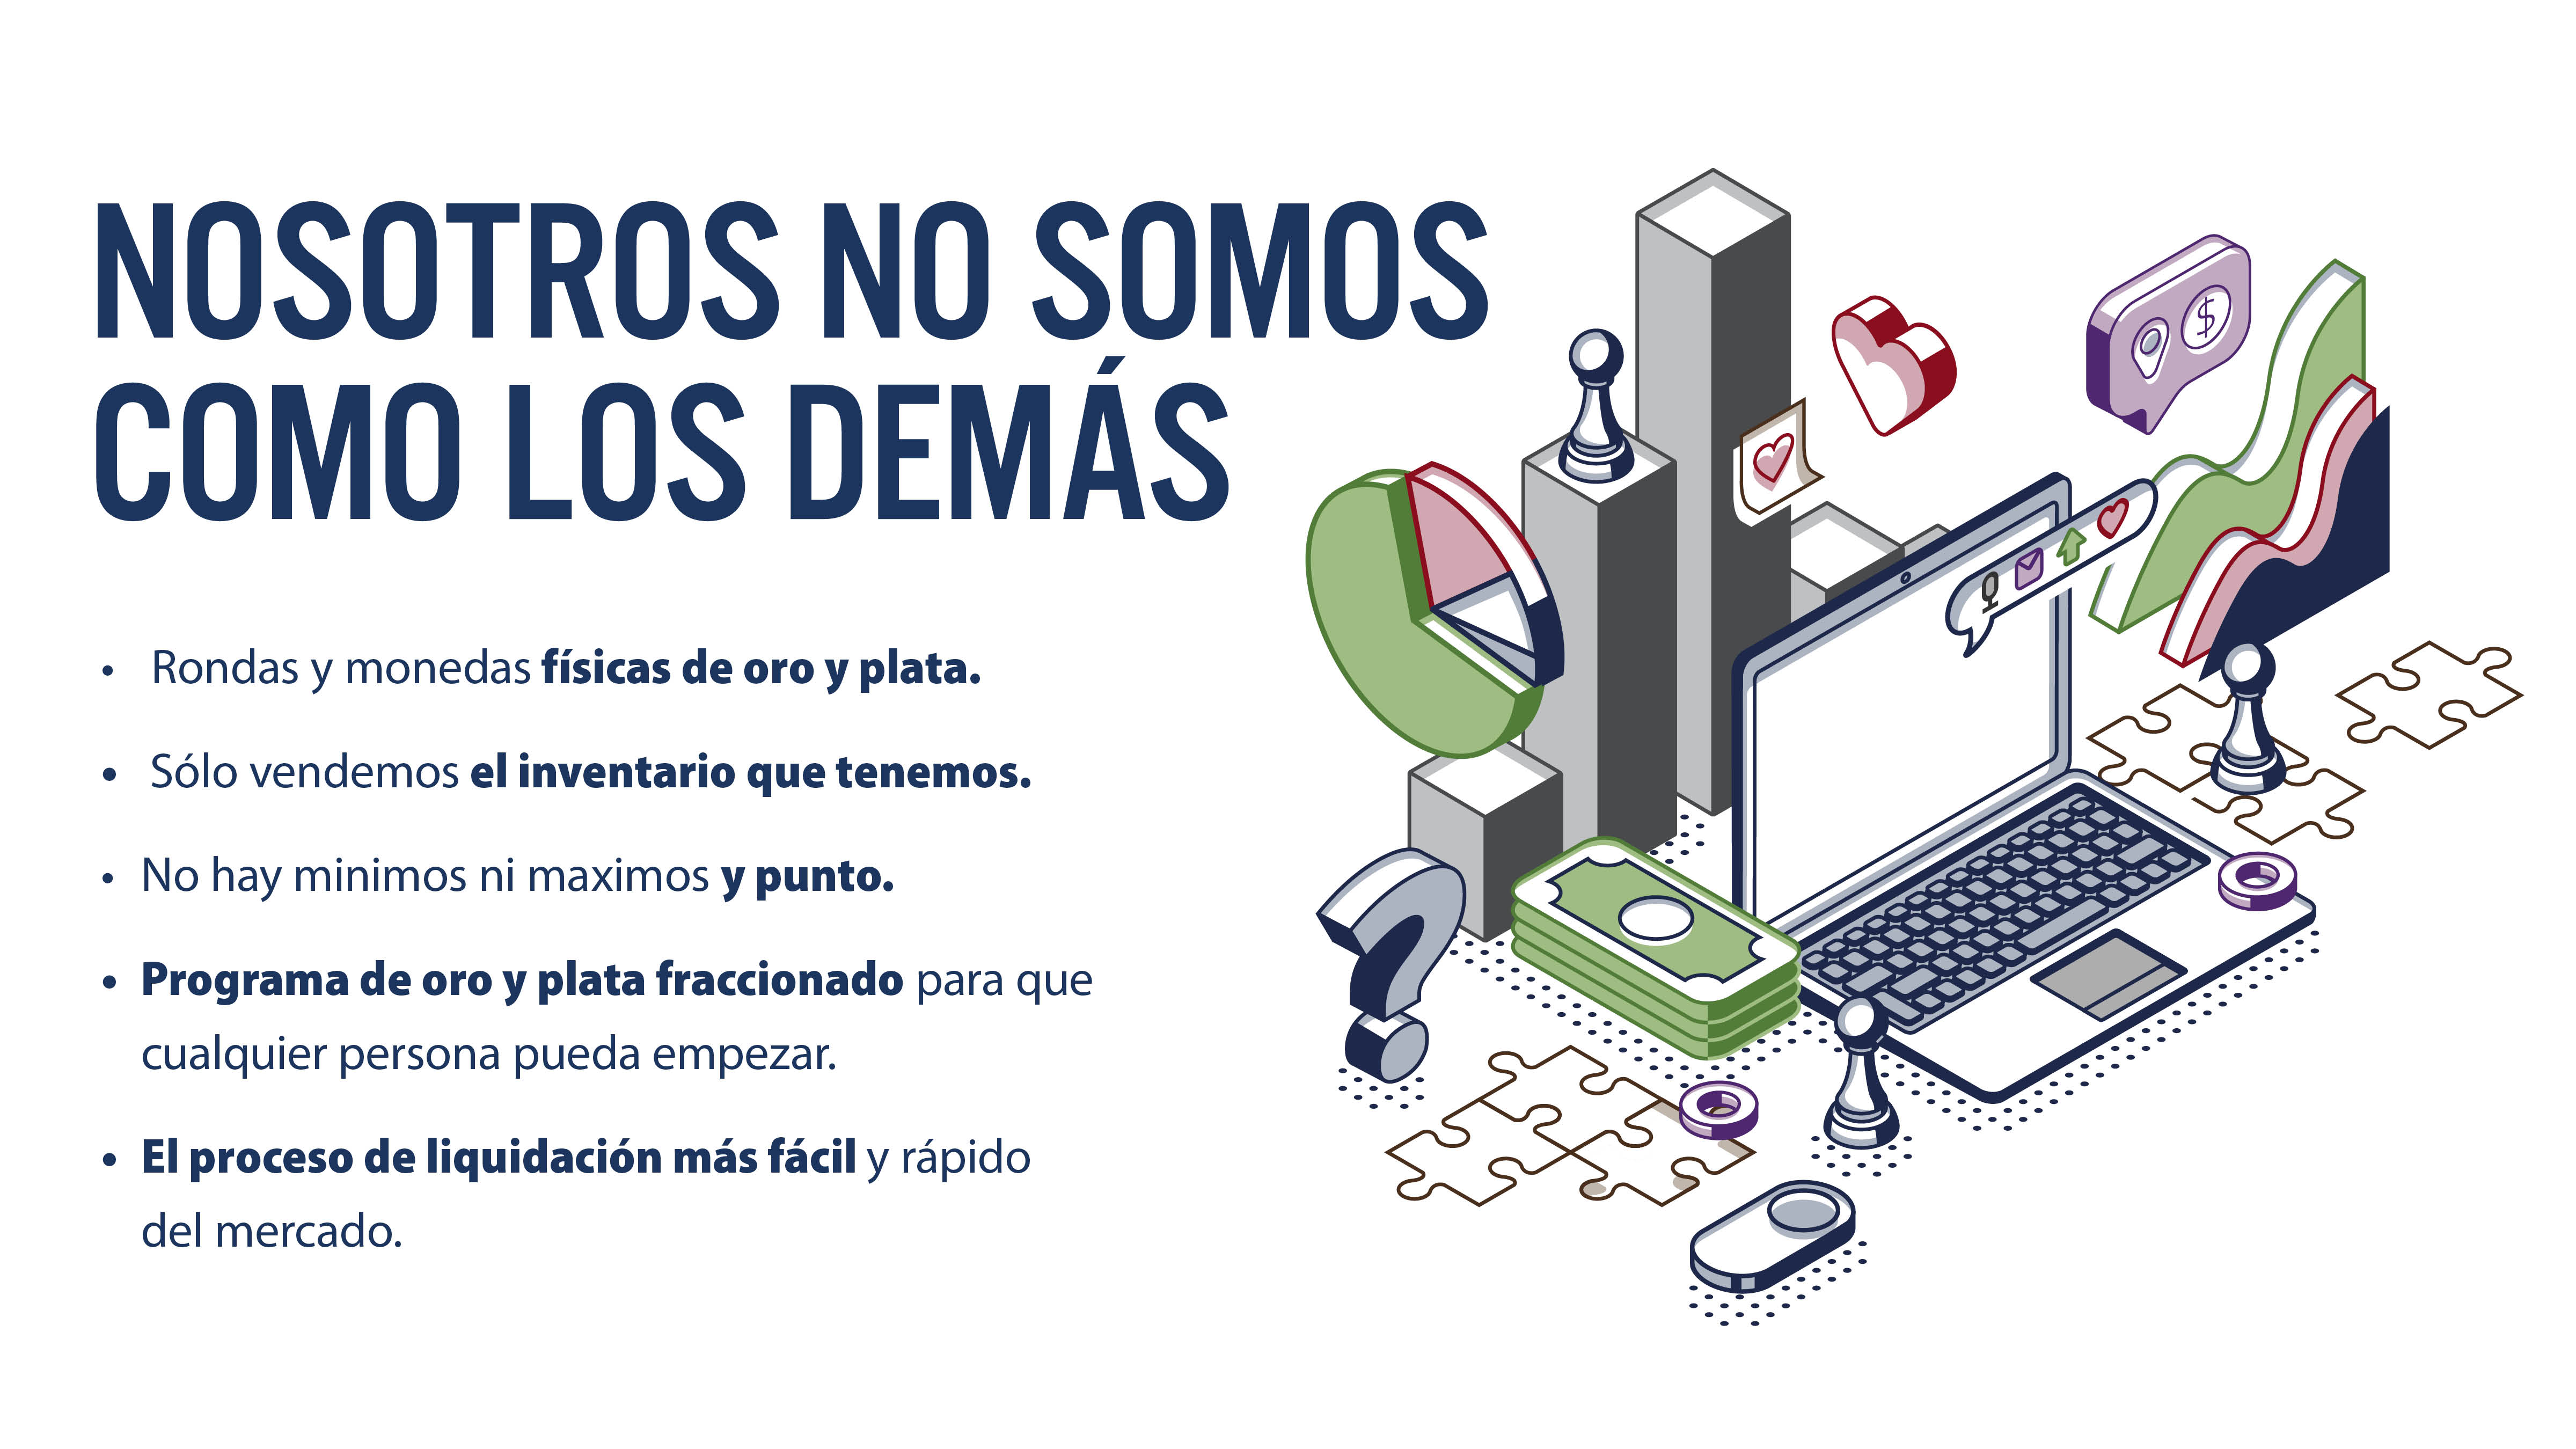 NOSOTROS NO SOMOS
COMO LOS DEMÁS
• Rondas y monedas físicas de oro y plata.
• Sólo vendemos el inventario que tenemos.
• No hay minimos ni maximos y punto.
• Programa de oro y plata fraccionado para que
cualquier persona pueda empezar.
• El proceso de liquidación más fácil y rápido
del mercado.
$
?